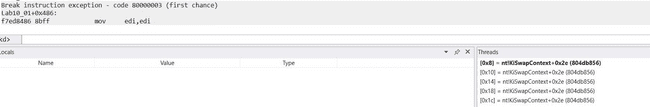 Break instruction exception - code 80000003 (first chance)
Lab10_01+0x486:
f7ed8486 8bff mov edi,edi
kd>
Locals
Name Value Type
Threads
[0x8] → nt!KiSwapContext+0x2e (804db856)
[0x10] → nt!KiSwapContext+0x2e (804db856)
[0x14] → nt!KiSwapContext+0x2e (804db856)
[0x18] → nt!KiSwapContext+0x2e (804db856)
[0x1c] → nt!KiSwapContext+0x2e (804db856)